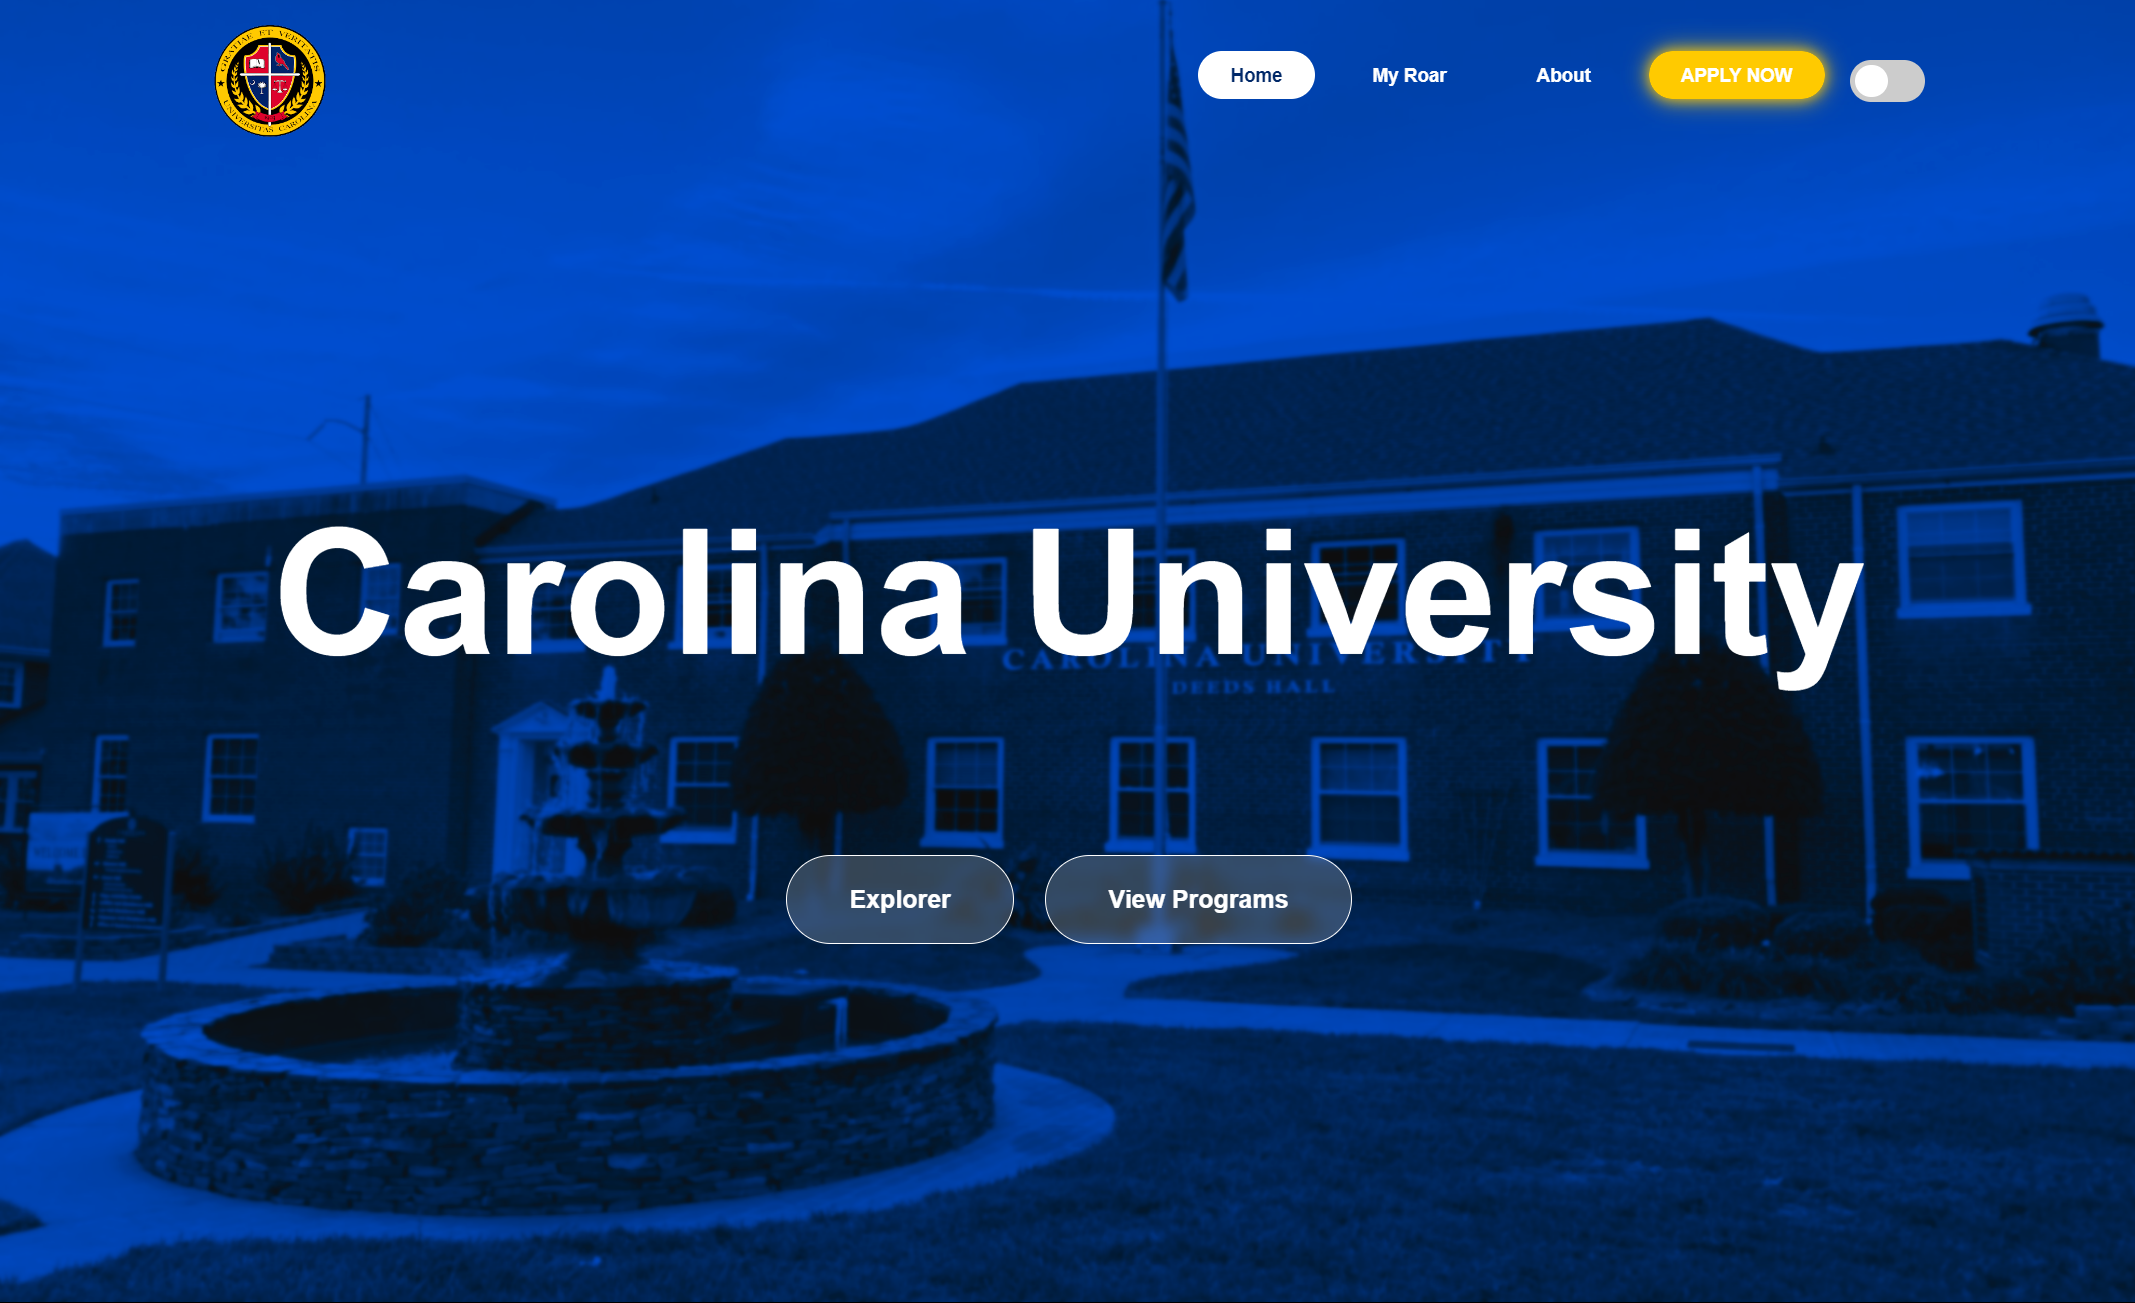 GRATIAE ET VERITATIS
UNIVERSITAS CAROLINA
Home
My Roar
About
APPLY NOW
Carolina University
CAROLINA UNIVERSITY
DEEDS HALL
Explorer
View Programs